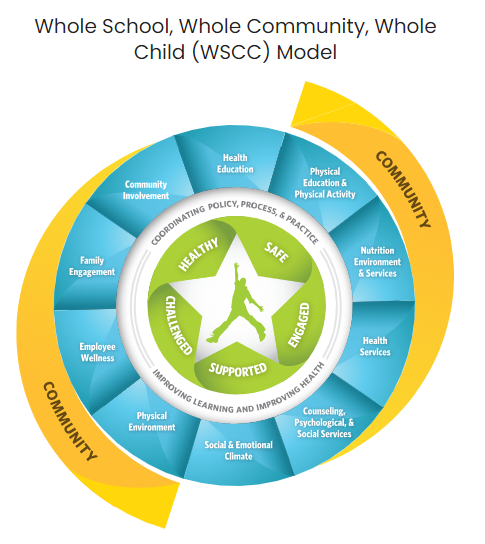 Whole School, Whole Community, Whole
Child (WSCC) Model
COMMUNITY
Health
Education
Physical
Education &
Physical Activity
Nutrition
Environment
& Services
Health
Services
Counseling,
Psychological, &
Social Services
Social & Emotional
Climate
Physical
Environment
Employee
Wellness
Family
Engagement
Community
Involvement
COORDINATING POLICY, PROCESS, & PRACTICE
IMPROVING LEARNING AND IMPROVING HEALTH
HEALTHY
SAFE
ENGAGED
SUPPORTED
CHALLENGED
COMMUNITY